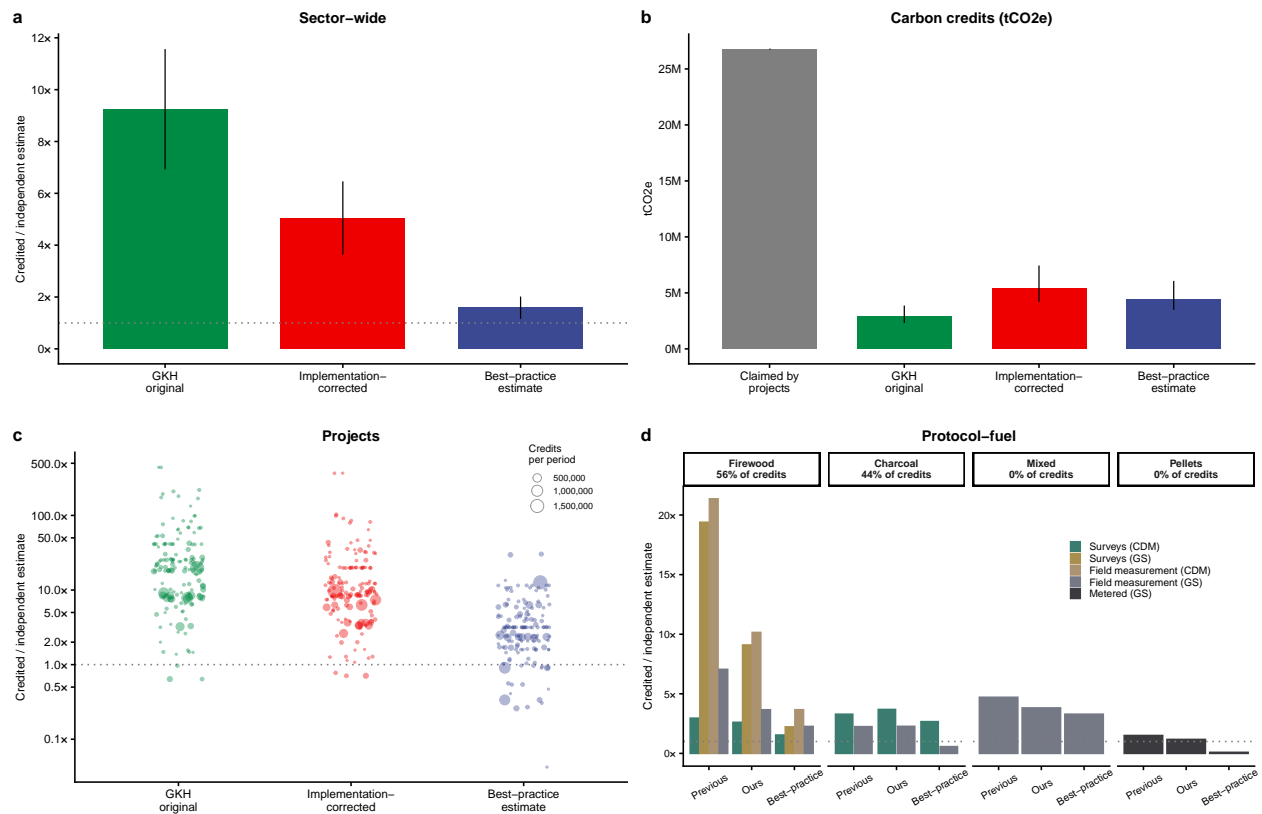 a
Sector–wide
Credited / independent estimate
12×
10×
8×
6×
4×
2×
0×
GKH
original
Implementation–
corrected
Best–practice
estimate
b
Carbon credits (tCO2e)
tCO2e
25M
20M
15M
10M
5M
0M
Claimed by
projects
GKH
original
Implementation–
corrected
Best–practice
estimate
c
Projects
Credited / independent estimate
500.0×
100.0×
50.0×
10.0×
5.0×
2.0×
1.0×
0.5×
0.1×
Credits
per period
500,000
1,000,000
1,500,000
GKH
original
Implementation–
corrected
Best–practice
estimate
d
Protocol–fuel
Firewood
56% of credits
Charcoal
44% of credits
Mixed
0% of credits
Pellets
0% of credits
Credited / independent estimate
20×
15×
10×
5×
0×
Surveys (CDM)
Surveys (GS)
Field measurement (CDM)
Field measurement (GS)
Metered (GS)
Previous
Ours
Best–practice
Previous
Ours
Best–practice
Previous
Ours
Best–practice
Previous
Ours
Best–practice